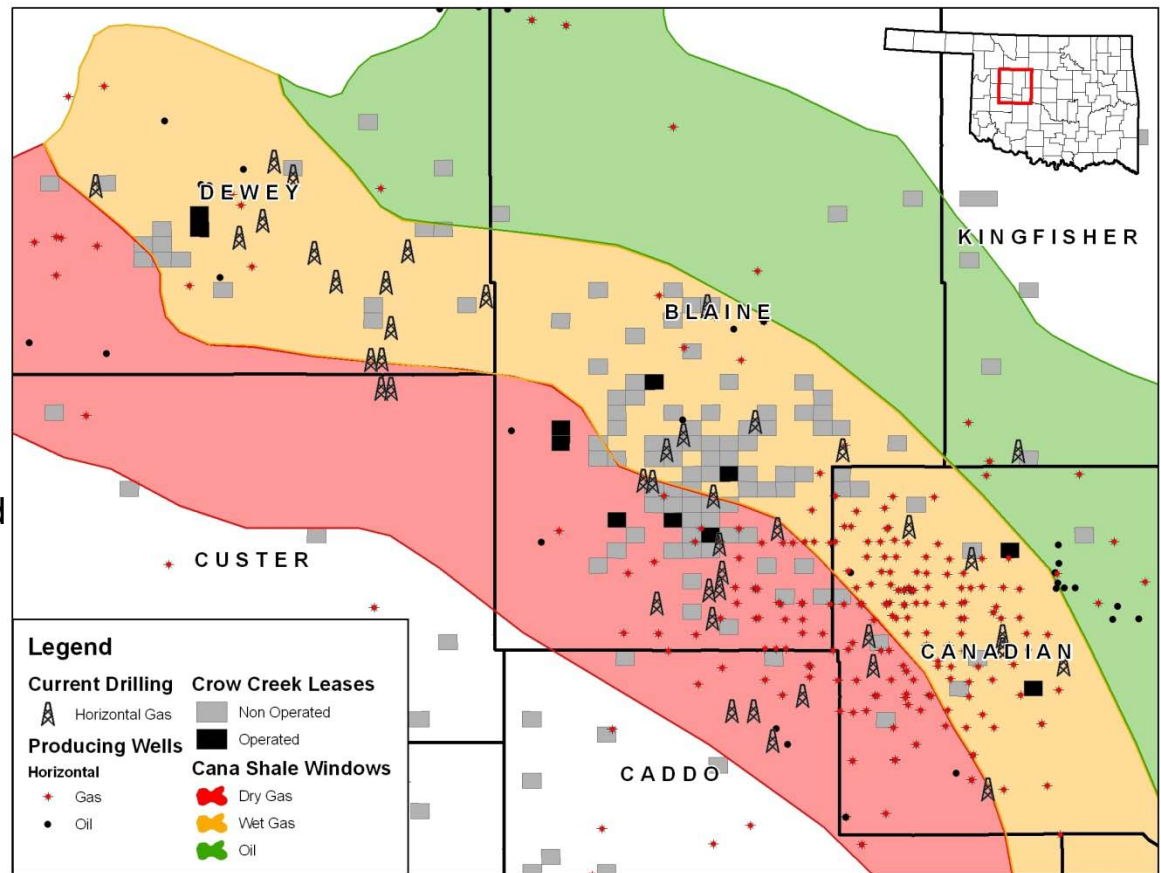 DEWEY
KINGFISHER
BLAINE
d
CUSTER
CANADIAN
CADDO
Legend
Current Drilling
Horizontal Gas
Producing Wells
Horizontal
Gas
Oil
Crow Creek Leases
Non Operated
Operated
Cana Shale Windows
Dry Gas
Wet Gas
Oil